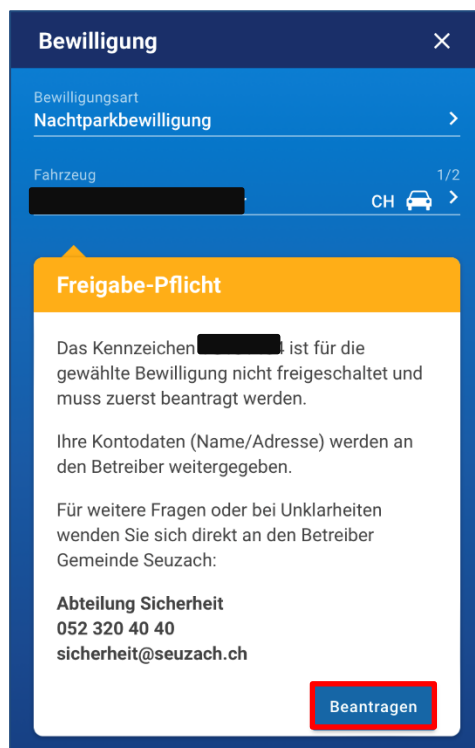 Bewilligung
Bewilligungsart
Nachtparkbewilligung
Fahrzeug 1/2
CH
Freigabe-Pflicht
Das Kennzeichen ist für die
gewählte Bewilligung nicht freigeschaltet und
muss zuerst beantragt werden.
Ihre Kontodaten (Name/Adresse) werden an
den Betreiber weitergegeben.
Für weitere Fragen oder bei Unklarheiten
wenden Sie sich direkt an den Betreiber
Gemeinde Seuzach:
Abteilung Sicherheit
052 320 40 40
sicherheit@seuzach.ch
Beantragen